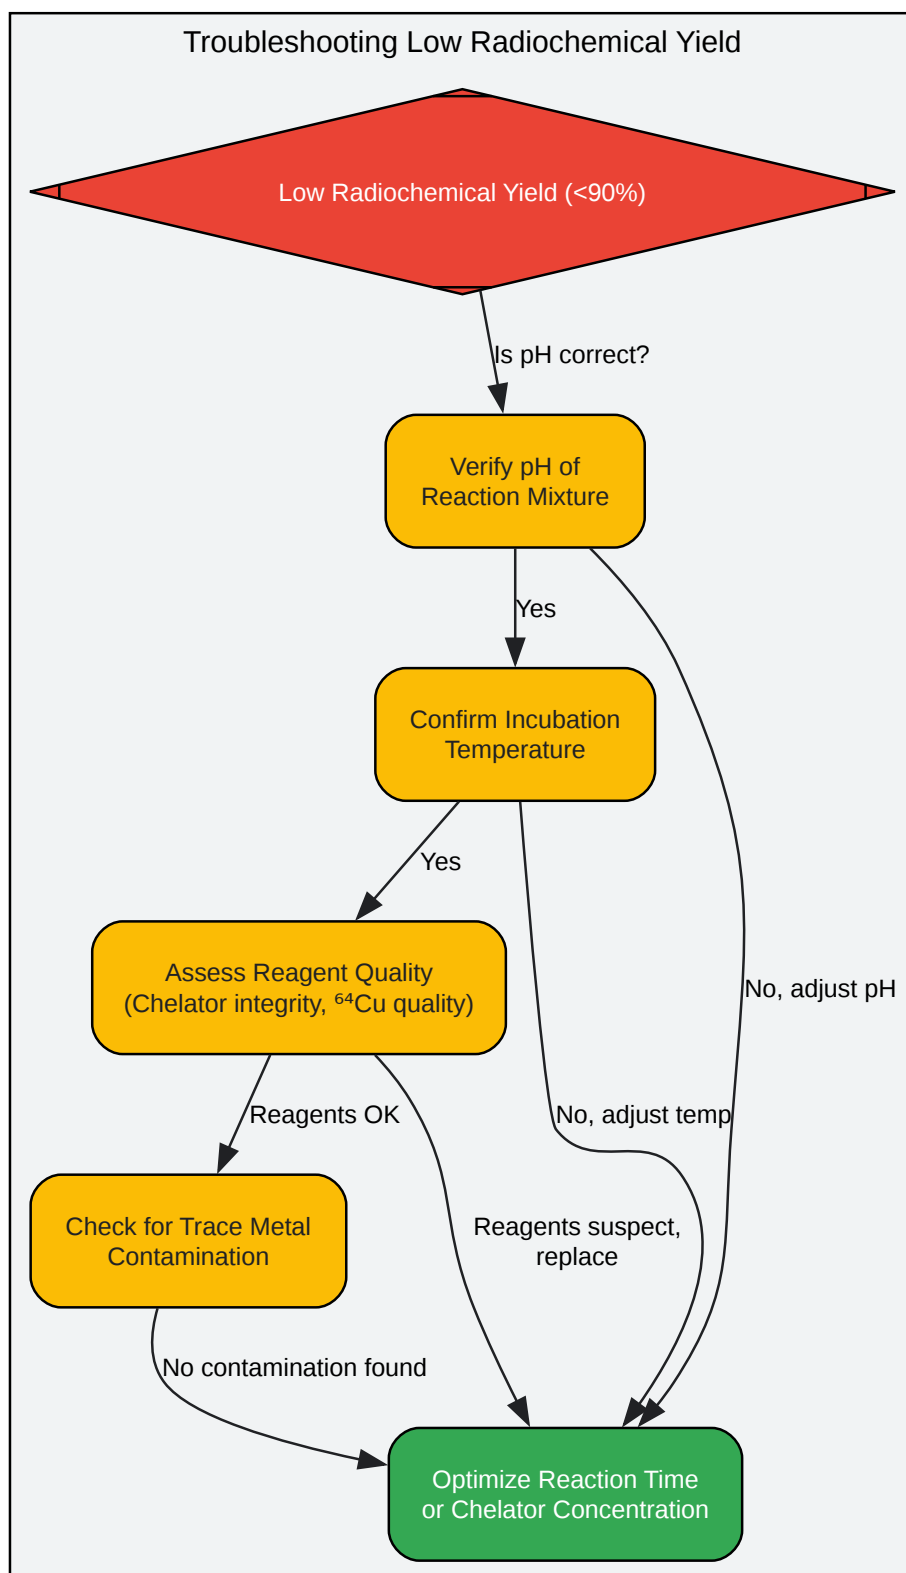 Troubleshooting Low Radiochemical Yield
Low Radiochemical Yield (<90%)
Is pH correct?
Verify pH of
Reaction Mixture
Yes
Confirm Incubation
Temperature
Yes
Assess Reagent Quality
(Chelator integrity, ⁶⁴Cu quality)
No, adjust pH
Reagents OK
No, adjust temp
Check for Trace Metal
Contamination
Reagents suspect,
replace
No contamination found
Optimize Reaction Time
or Chelator Concentration